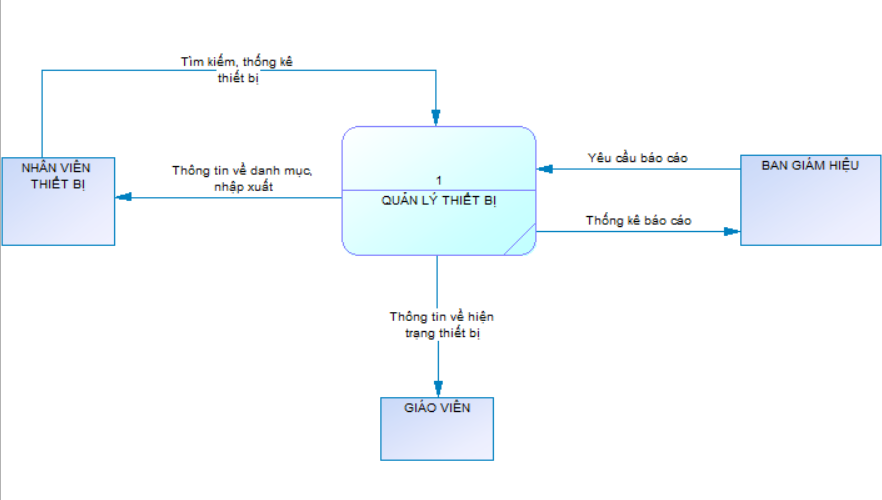 Tìm kiếm, thống kê
thiết bị
NHÂN VIÊN
THIẾT BỊ
Thông tin về danh mục,
nhập xuất
1
QUẢN LÝ THIẾT BỊ
Yêu cầu báo cáo
BAN GIÁM HIỆU
Thống kê báo cáo
Thông tin về hiện
trạng thiết bị
GIÁO VIÊN